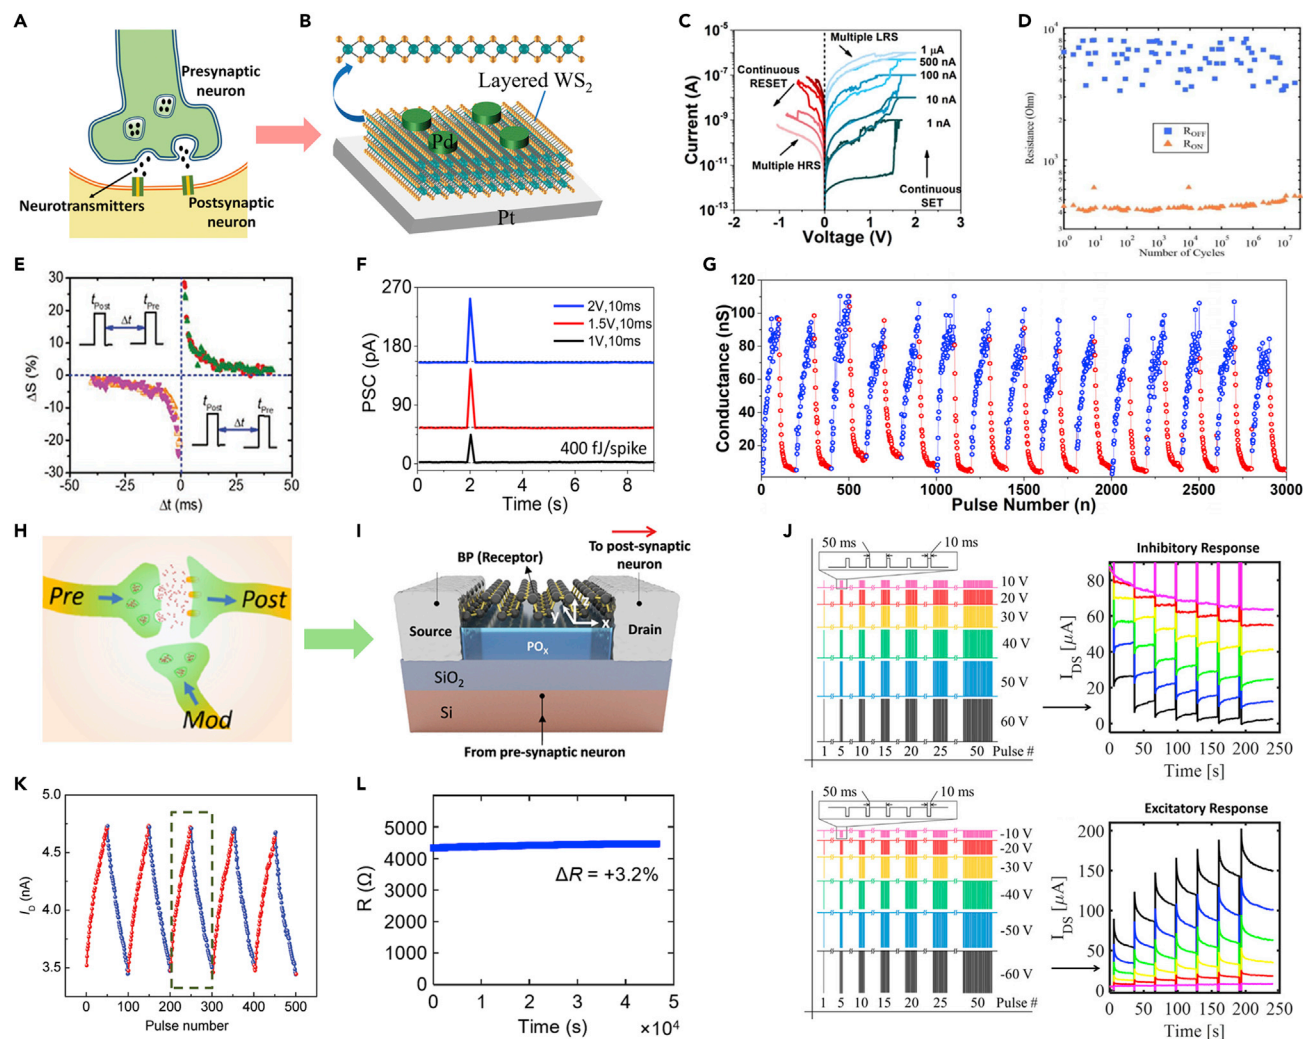 A
Presynaptic
neuron
Neurotransmitters
Postsynaptic
neuron
B
Layered WS₂
Pd
Pt
C
Current (A)
10⁻⁵
10⁻⁷
10⁻⁹
10⁻¹¹
10⁻¹³
Multiple LRS
Continuous
RESET
Multiple HRS
1 μA
500 nA
100 nA
10 nA
1 nA
Continuous
SET
-2 -1 0 1 2 3
Voltage (V)
D
Resistance (Ohm)
10⁴
10³
R_OFF
R_ON
10⁰ 10¹ 10² 10³ 10⁴ 10⁵ 10⁶ 10⁷
Number of Cycles
E
ΔS (%)
30
20
10
0
-10
-20
-30
t_Post t_Pre
Δt
t_Post t_Pre
Δt
-50 -25 0 25 50
Δt (ms)
F
PSC (pA)
270
180
90
0
2V,10ms
1.5V,10ms
1V,10ms
400 fJ/spike
0 2 4 6 8
Time (s)
G
Conductance (nS)
120
100
80
60
40
20
0 500 1000 1500 2000 2500 3000
Pulse Number (n)
H
Pre
Post
Mod
I
BP (Receptor)
To post-synaptic
neuron
Source
Drain
y
x
PO_X
SiO₂
Si
From pre-synaptic neuron
J
50 ms 10 ms
10 V
20 V
30 V
40 V
50 V
60 V
1 5 10 15 20 25 50 Pulse #
Inhibitory Response
I_DS [μA]
80
60
40
20
0
0 50 100 150 200 250
Time [s]
50 ms 10 ms
-10 V
-20 V
-30 V
-40 V
-50 V
-60 V
1 5 10 15 20 25 50
Pulse #
Excitatory Response
I_DS [μA]
200
150
100
50
0
0 50 100 150 200 250
Time [s]
K
I_D (nA)
5.0
4.5
4.0
3.5
0 100 200 300 400 500
Pulse number
L
R (Ω)
5000
4000
3000
2000
1000
0
ΔR = +3.2%
0 1 2 3 4 5
Time (s) ×10⁴